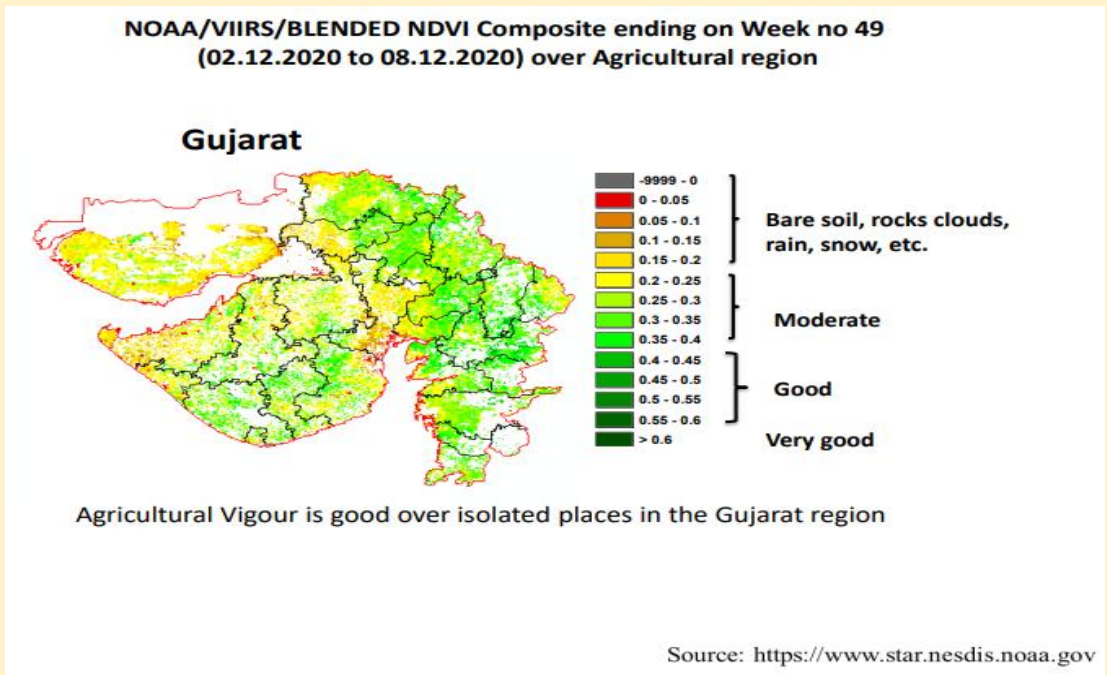 NOAA/VIIRS/BLENDED NDVI Composite ending on Week no 49
(02.12.2020 to 08.12.2020) over Agricultural region
Gujarat
-9999 - 0
0 - 0.05
0.05 - 0.1
0.1 - 0.15
0.15 - 0.2
0.2 - 0.25
0.25 - 0.3
0.3 - 0.35
0.35 - 0.4
0.4 - 0.45
0.45 - 0.5
0.5 - 0.55
0.55 - 0.6
> 0.6
Bare soil, rocks clouds,
rain, snow, etc.
Moderate
Good
Very good
Agricultural Vigour is good over isolated places in the Gujarat region
Source: https://www.star.nesdis.noaa.gov